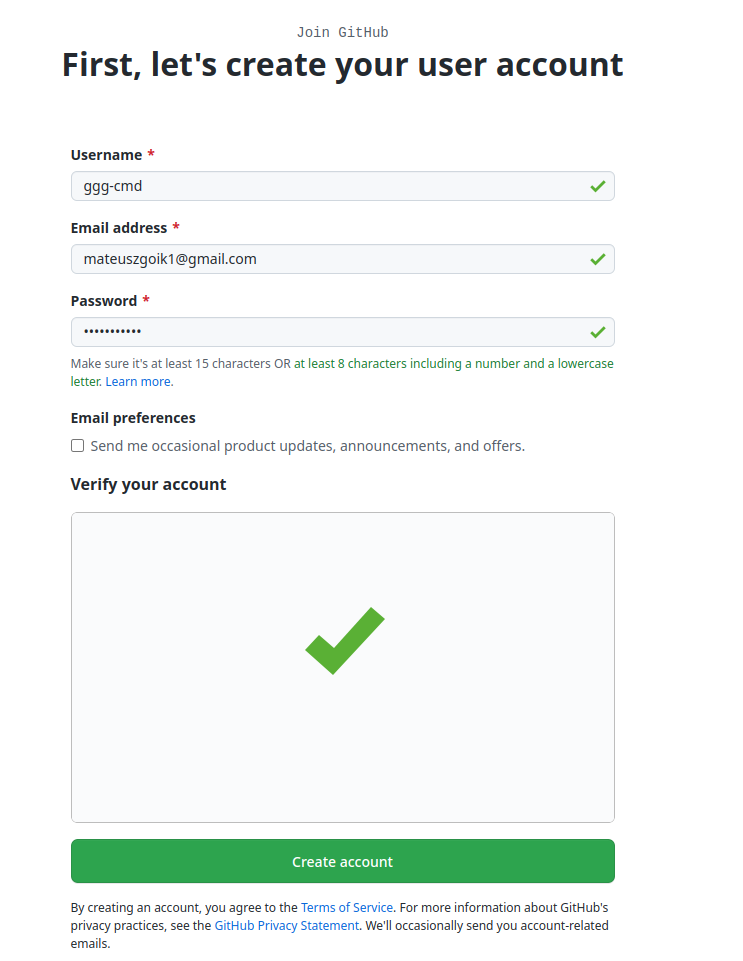 Join GitHub
First, let's create your user account
Username *
ggg-cmd
Email address *
mateuszgoik1@gmail.com
Password *
•••••••••••
Make sure it's at least 15 characters OR at least 8 characters including a number and a lowercase
letter. Learn more.
Email preferences
Send me occasional product updates, announcements, and offers.
Verify your account
Create account
By creating an account, you agree to the Terms of Service. For more information about GitHub's
privacy practices, see the GitHub Privacy Statement. We'll occasionally send you account-related
emails.